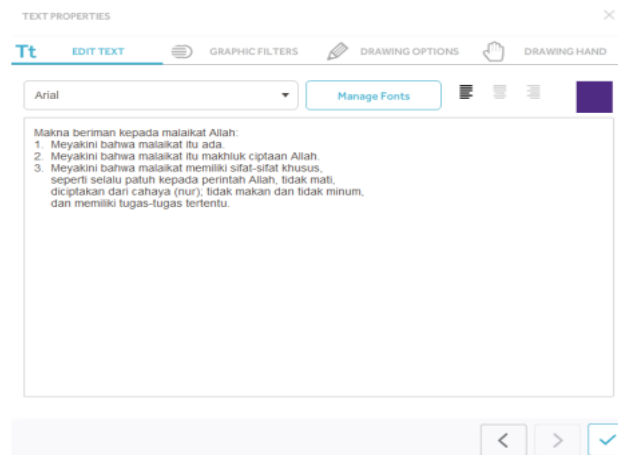 TEXT PROPERTIES
Tt EDIT TEXT GRAPHIC FILTERS DRAWING OPTIONS DRAWING HAND
Arial Manage Fonts
Makna beriman kepada malaikat Allah:
1. Meyakini bahwa malaikat itu ada.
2. Meyakini bahwa malaikat itu makhluk ciptaan Allah.
3. Meyakini bahwa malaikat memiliki sifat-sifat khusus,
seperti selalu patuh kepada perintah Allah, tidak mati,
diciptakan dari cahaya (nur); tidak makan dan tidak minum,
dan memiliki tugas-tugas tertentu.